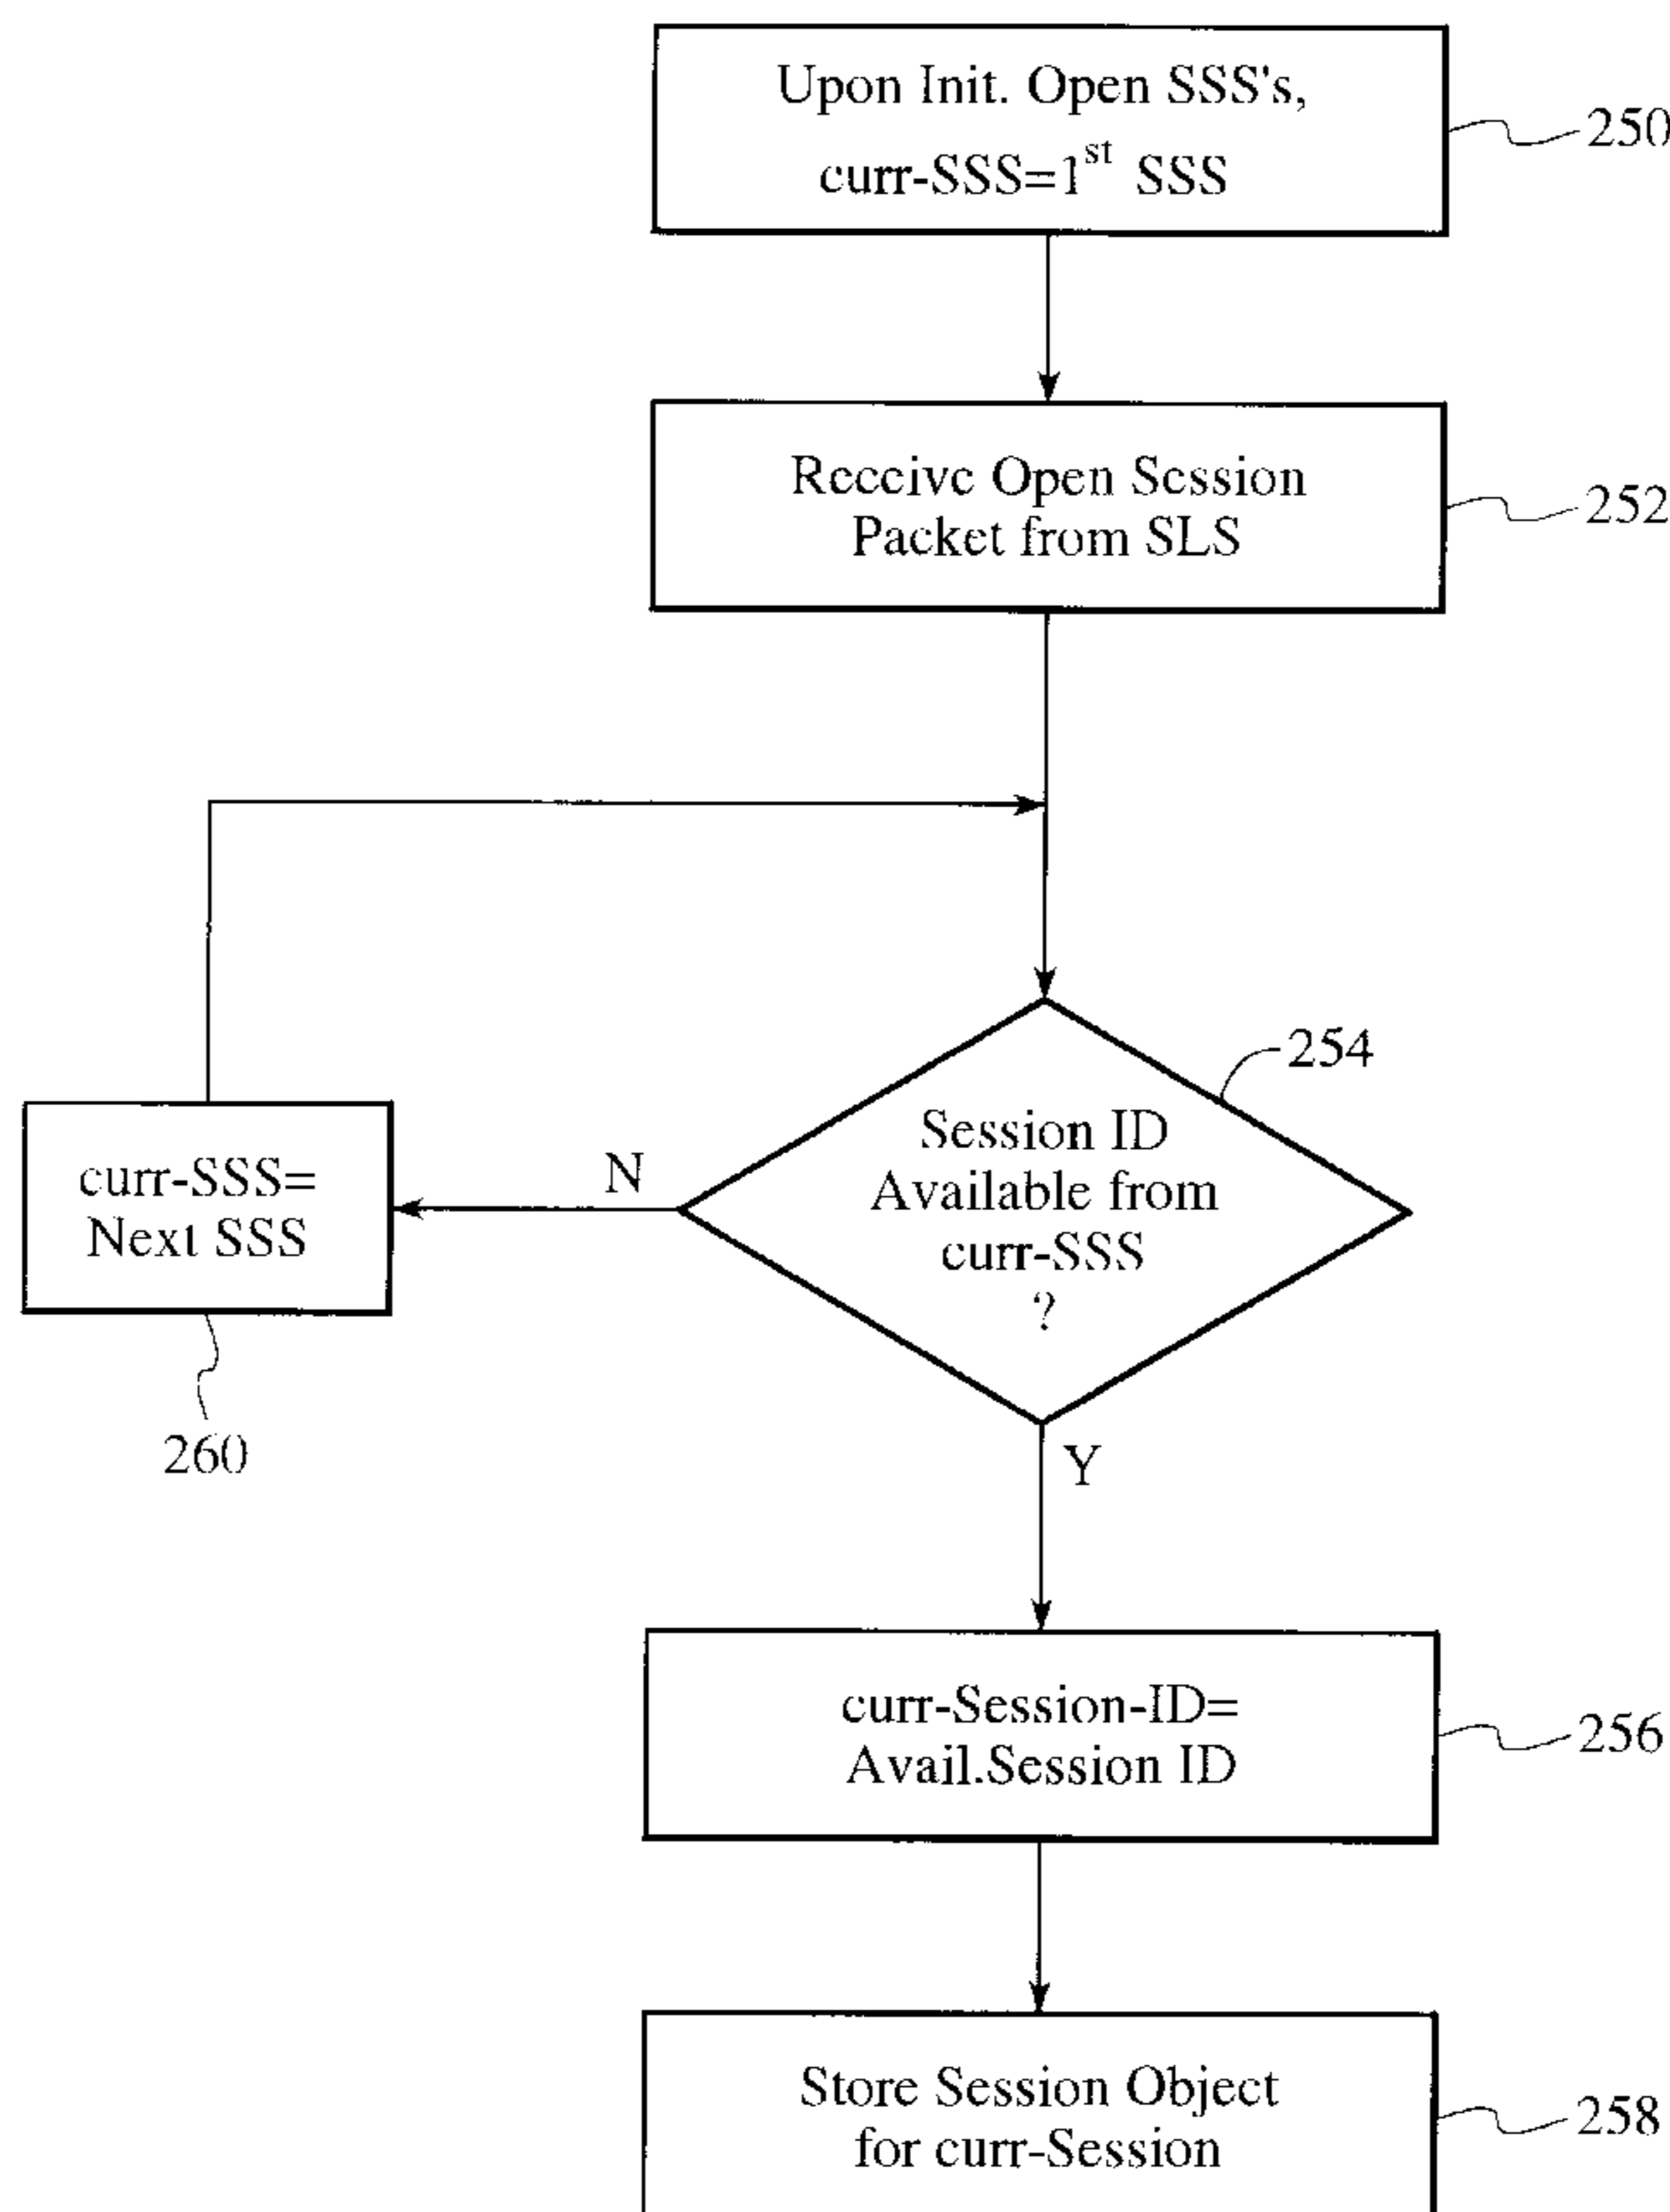 Upon Init. Open SSS's,
curr-SSS=1st SSS
250
Receive Open Session
Packet from SLS
252
254
Session ID
Available from
curr-SSS
?
N
curr-SSS=
Next SSS
260
Y
curr-Session-ID=
Avail.Session ID
256
Store Session Object
for curr-Session
258